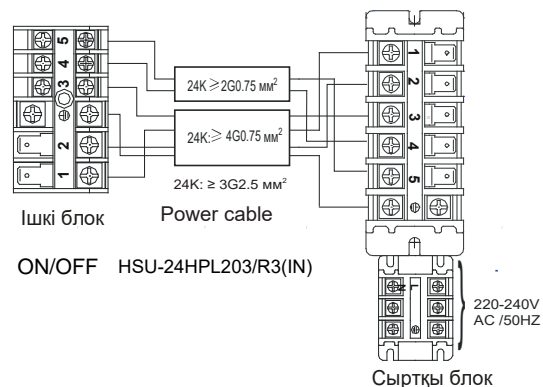 5
4
3
2
1
24K ≥ 2G0.75 мм²
24K:≥ 4G0.75 мм²
24K: ≥ 3G2.5 мм²
Power cable
Ішкі блок
ON/OFF HSU-24HPL203/R3(IN)
1
2
3
4
5
L
N
220-240V
AC /50HZ
Сыртқы блок